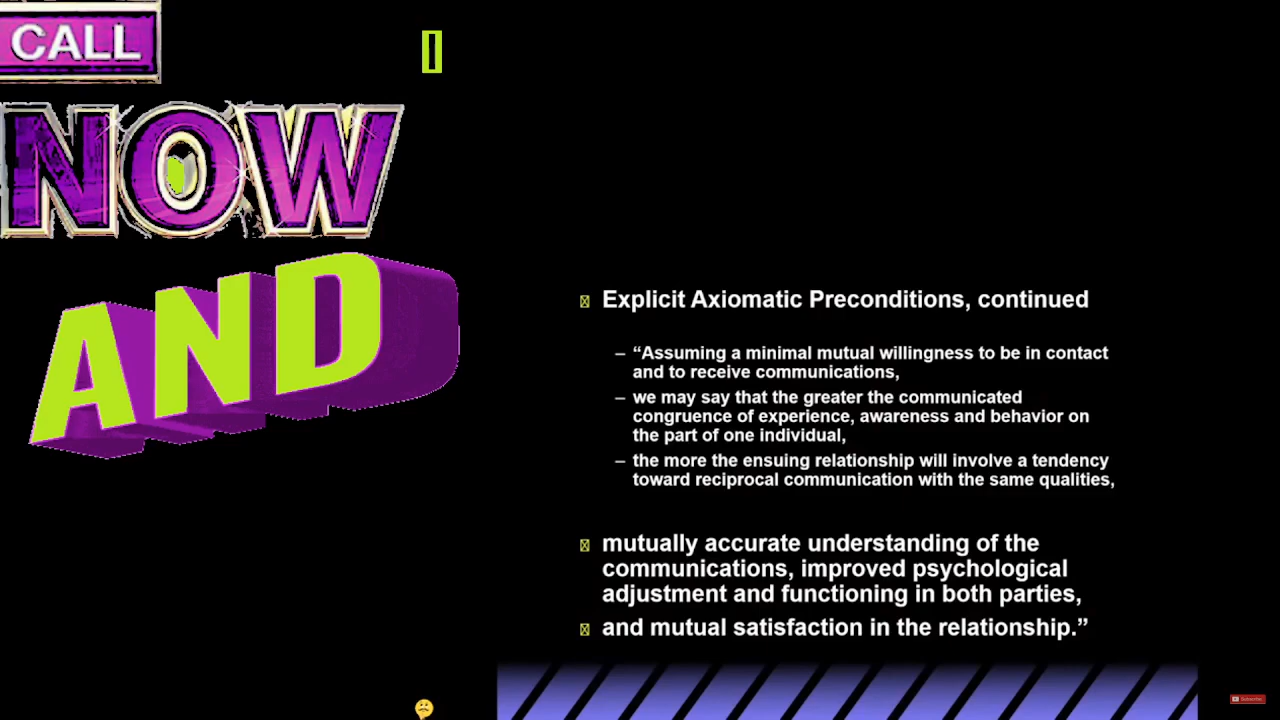 CALL
NOW
AND
Explicit Axiomatic Preconditions, continued
– “Assuming a minimal mutual willingness to be in contact
and to receive communications,
– we may say that the greater the communicated
congruence of experience, awareness and behavior on
the part of one individual,
– the more the ensuing relationship will involve a tendency
toward reciprocal communication with the same qualities,
mutually accurate understanding of the
communications, improved psychological
adjustment and functioning in both parties,
and mutual satisfaction in the relationship.”
Subscribe